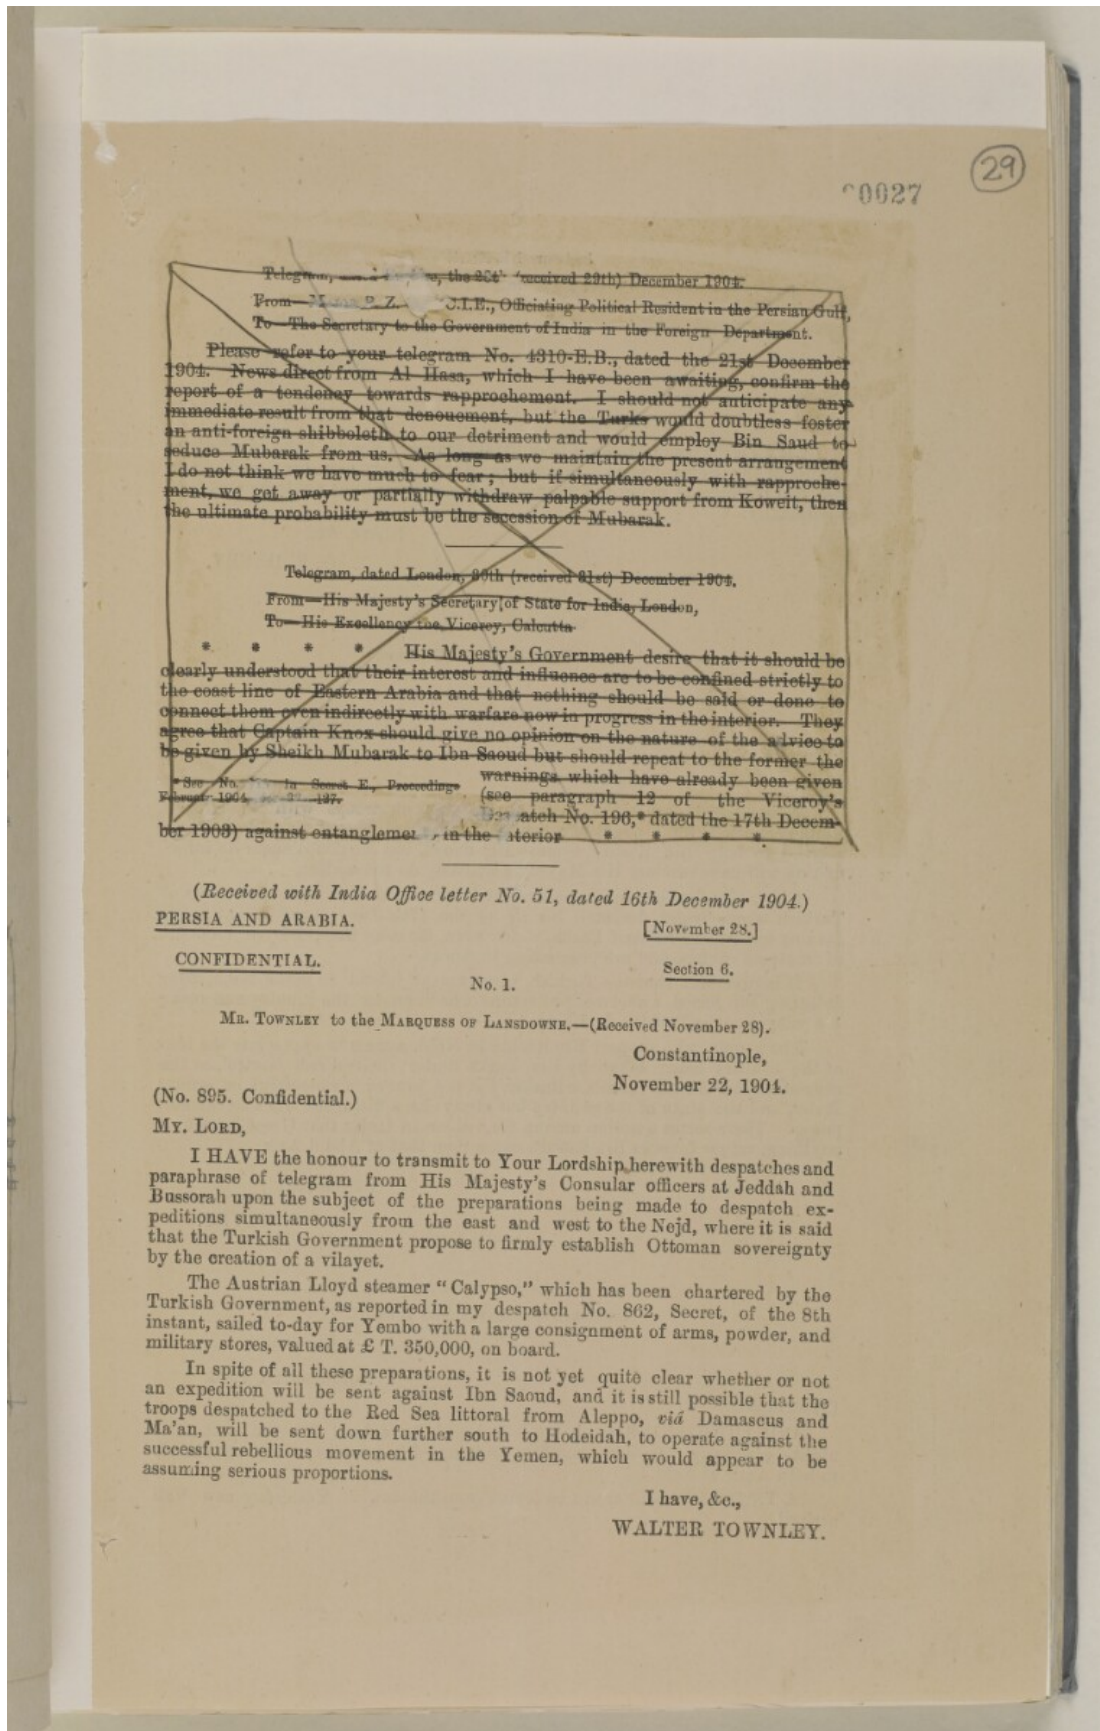 29
0027
Telegram, the 28th (received 29th) December 1904.
From— P. Z. C.I.E., Officiating Political Resident in the Persian Gulf,
To—The Secretary to the Government of India in the Foreign Department.
Please refer to your telegram No. 4310-E.B., dated the 21st December
1904. News direct from Al Hasa, which I have been awaiting, confirm the
report of a tendency towards rapprochement. I should not anticipate any
immediate result from that denouement, but the Turks would doubtless foster
an anti-foreign shibboleth to our detriment and would employ Bin Saud to
seduce Mubarak from us. As long as we maintain the present arrangement
I do not think we have much to fear; but if simultaneously with rapproche-
ment, we get away or partially withdraw palpable support from Koweit, then
the ultimate probability must be the secession of Mubarak.
Telegram, dated London, 30th (received 31st) December 1904.
From—His Majesty's Secretary of State for India, London,
To—His Excellency the Viceroy, Calcutta
* * * * His Majesty's Government desire that it should be
clearly understood that their interest and influence are to be confined strictly to
the coast line of Eastern Arabia and that nothing should be said or done to
connect them even indirectly with warfare now in progress in the interior. They
agree that Captain Knox should give no opinion on the nature of the advice to
be given by Sheikh Mubarak to Ibn Saoud but should repeat to the former the
warnings which have already been given
* See No. in Secret E., Proceedings
(see paragraph 12 of the Viceroy's
February 1904, 137.
Despatch No. 196,* dated the 17th Decem-
ber 1903) against entanglement in the interior * * * *
(Received with India Office letter No. 51, dated 16th December 1904.)
PERSIA AND ARABIA.
[November 28.]
CONFIDENTIAL.
Section 6.
No. 1.
MR. TOWNLEY to the MARQUESS OF LANSDOWNE.—(Received November 28).
Constantinople,
November 22, 1904.
(No. 895. Confidential.)
MY. LORD,
I HAVE the honour to transmit to Your Lordship herewith despatches and
paraphrase of telegram from His Majesty's Consular officers at Jeddah and
Bussorah upon the subject of the preparations being made to despatch ex-
peditions simultaneously from the east and west to the Nejd, where it is said
that the Turkish Government propose to firmly establish Ottoman sovereignty
by the creation of a vilayet.
The Austrian Lloyd steamer "Calypso," which has been chartered by the
Turkish Government, as reported in my despatch No. 862, Secret, of the 8th
instant, sailed to-day for Yembo with a large consignment of arms, powder, and
military stores, valued at £ T. 350,000, on board.
In spite of all these preparations, it is not yet quite clear whether or not
an expedition will be sent against Ibn Saoud, and it is still possible that the
troops despatched to the Red Sea littoral from Aleppo, viâ Damascus and
Ma'an, will be sent down further south to Hodeidah, to operate against the
successful rebellious movement in the Yemen, which would appear to be
assuming serious proportions.
I have, &c.,
WALTER TOWNLEY.